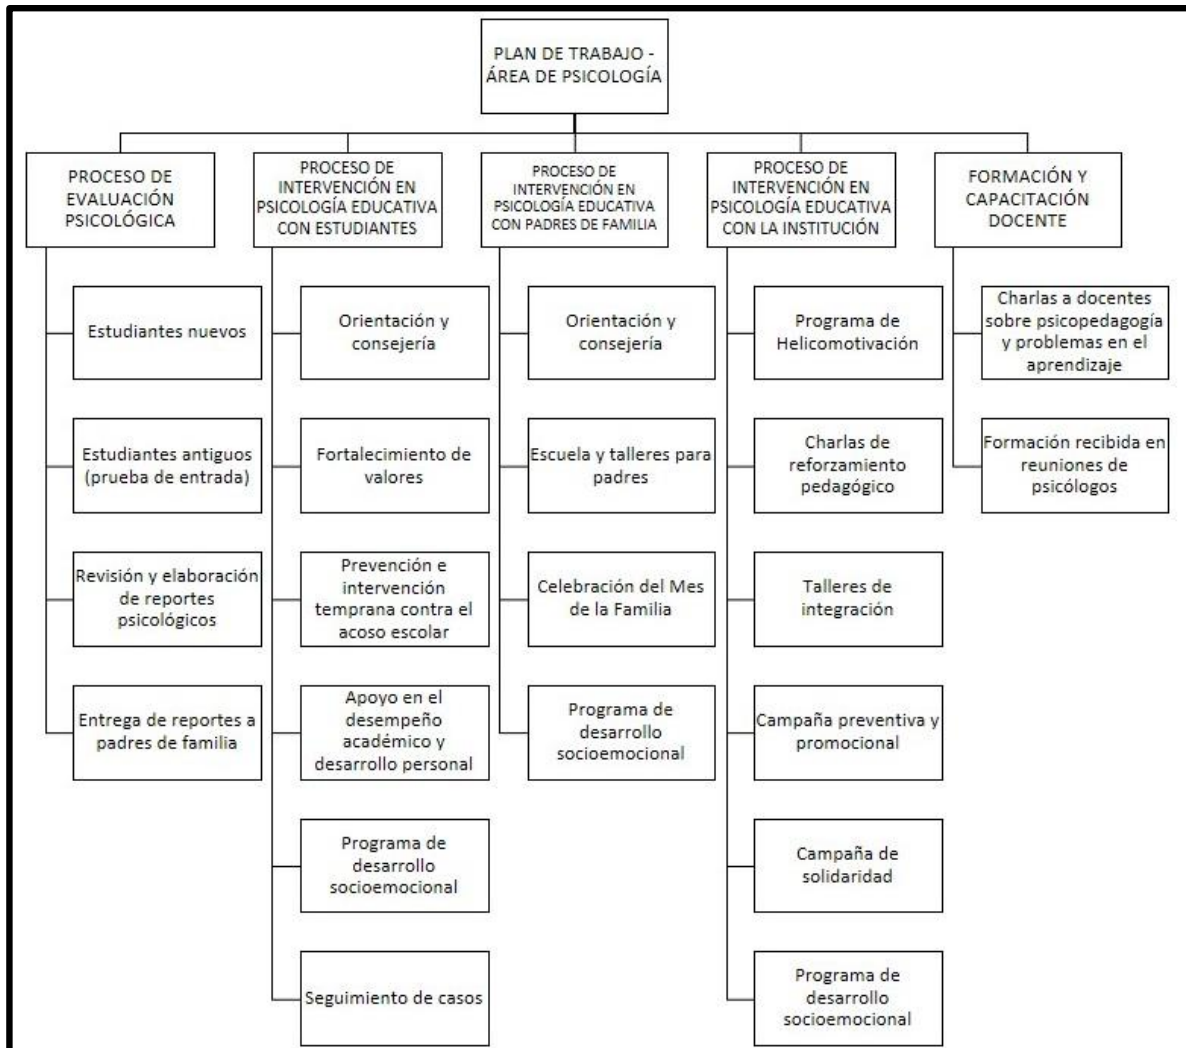 PLAN DE TRABAJO -
ÁREA DE PSICOLOGÍA
PROCESO DE
EVALUACIÓN
PSICOLÓGICA
PROCESO DE
INTERVENCIÓN EN
PSICOLOGÍA EDUCATIVA
CON ESTUDIANTES
PROCESO DE
INTERVENCIÓN EN
PSICOLOGÍA EDUCATIVA
CON PADRES DE FAMILIA
PROCESO DE
INTERVENCIÓN EN
PSICOLOGÍA EDUCATIVA
CON LA INSTITUCIÓN
FORMACIÓN Y
CAPACITACIÓN
DOCENTE
Estudiantes nuevos
Estudiantes antiguos
(prueba de entrada)
Revisión y elaboración
de reportes
psicológicos
Entrega de reportes a
padres de familia
Orientación y
consejería
Fortalecimiento de
valores
Prevención e
intervención
temprana contra el
acoso escolar
Apoyo en el
desempeño
académico y
desarrollo personal
Programa de
desarrollo
socioemocional
Seguimiento de casos
Orientación y
consejería
Escuela y talleres para
padres
Celebración del Mes
de la Familia
Programa de
desarrollo
socioemocional
Programa de
Helicomotivación
Charlas de
reforzamiento
pedagógico
Talleres de
integración
Campaña preventiva y
promocional
Campaña de
solidaridad
Programa de
desarrollo
socioemocional
Charlas a docentes
sobre psicopedagogía
y problemas en el
aprendizaje
Formación recibida en
reuniones de
psicólogos